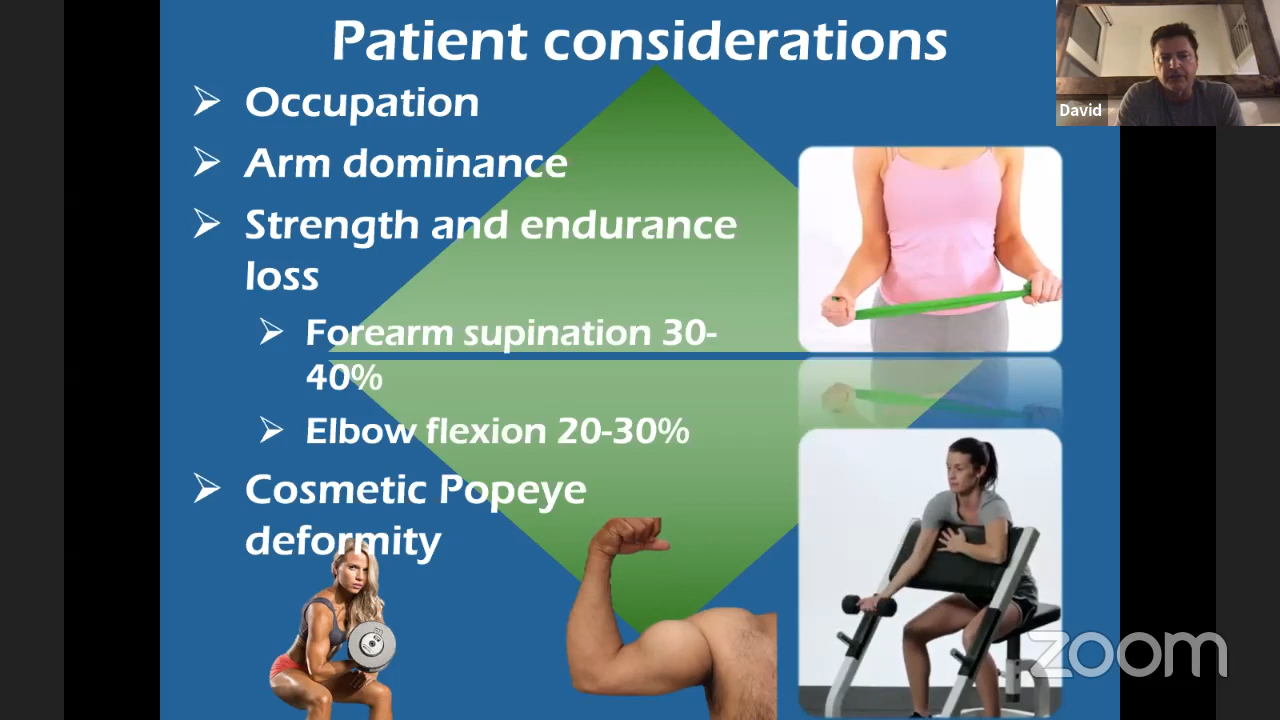 Patient considerations
Occupation
Arm dominance
Strength and endurance
loss
Forearm supination 30-
40%
Elbow flexion 20-30%
Cosmetic Popeye
deformity
David
zoom